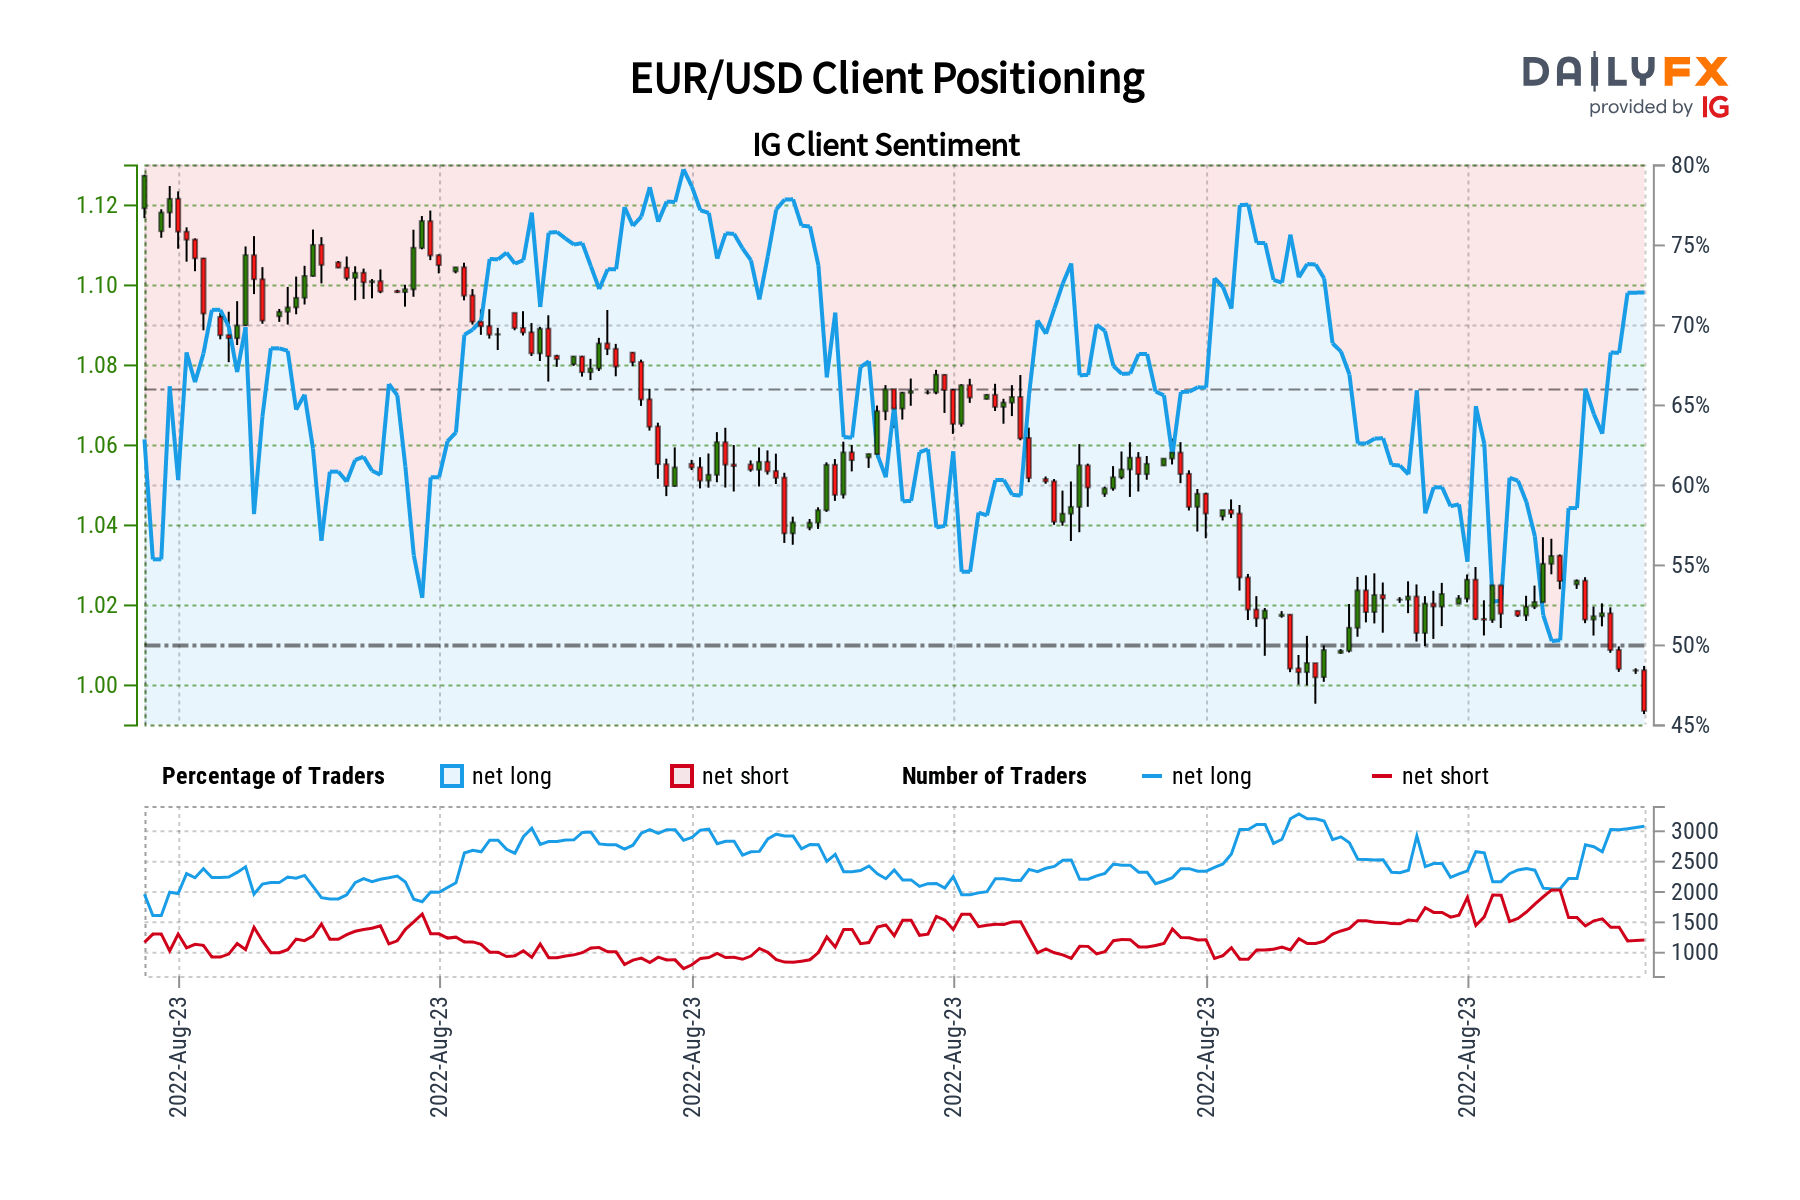 EUR/USD Client Positioning
DAILYFX
provided by IG
IG Client Sentiment
1.12
1.10
1.08
1.06
1.04
1.02
1.00
80%
75%
70%
65%
60%
55%
50%
45%
Percentage of Traders net long net short Number of Traders net long net short
3000
2500
2000
1500
1000
2022-Aug-23
2022-Aug-23
2022-Aug-23
2022-Aug-23
2022-Aug-23
2022-Aug-23